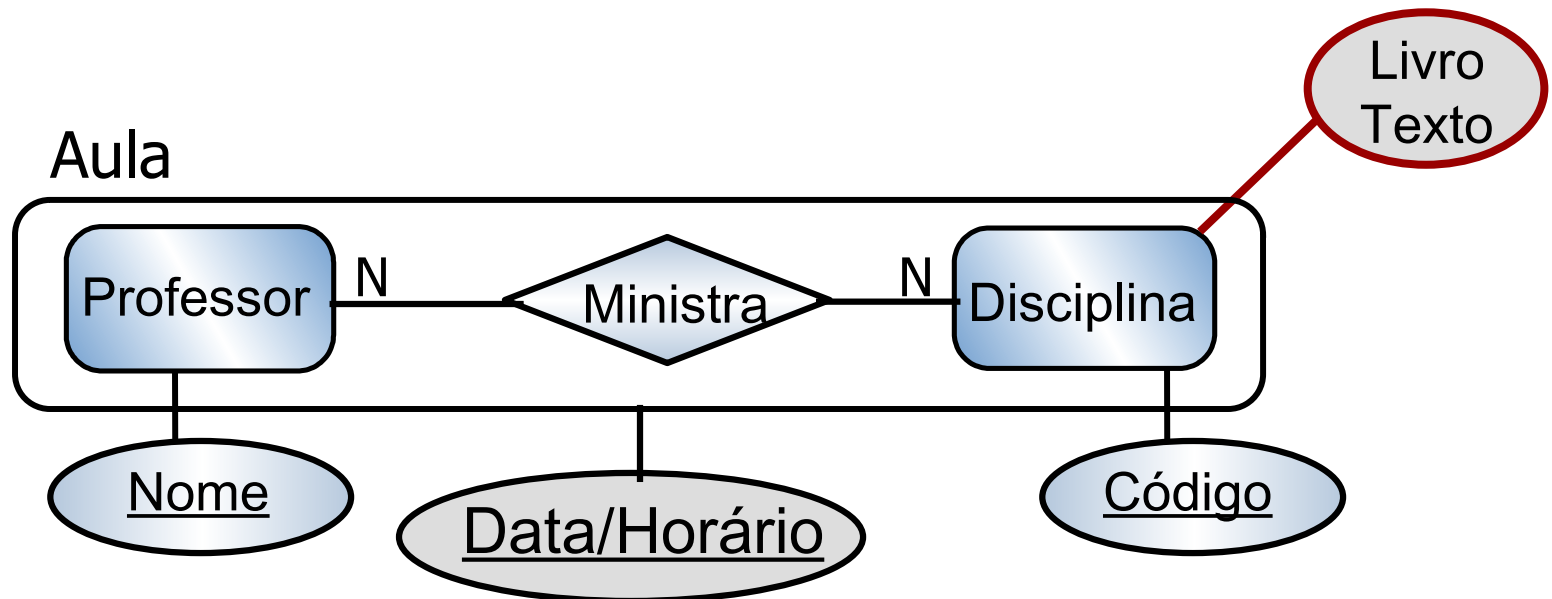 Livro
Texto
Aula
Professor
N
Ministra
N
Disciplina
Nome
Data/Horário
Código